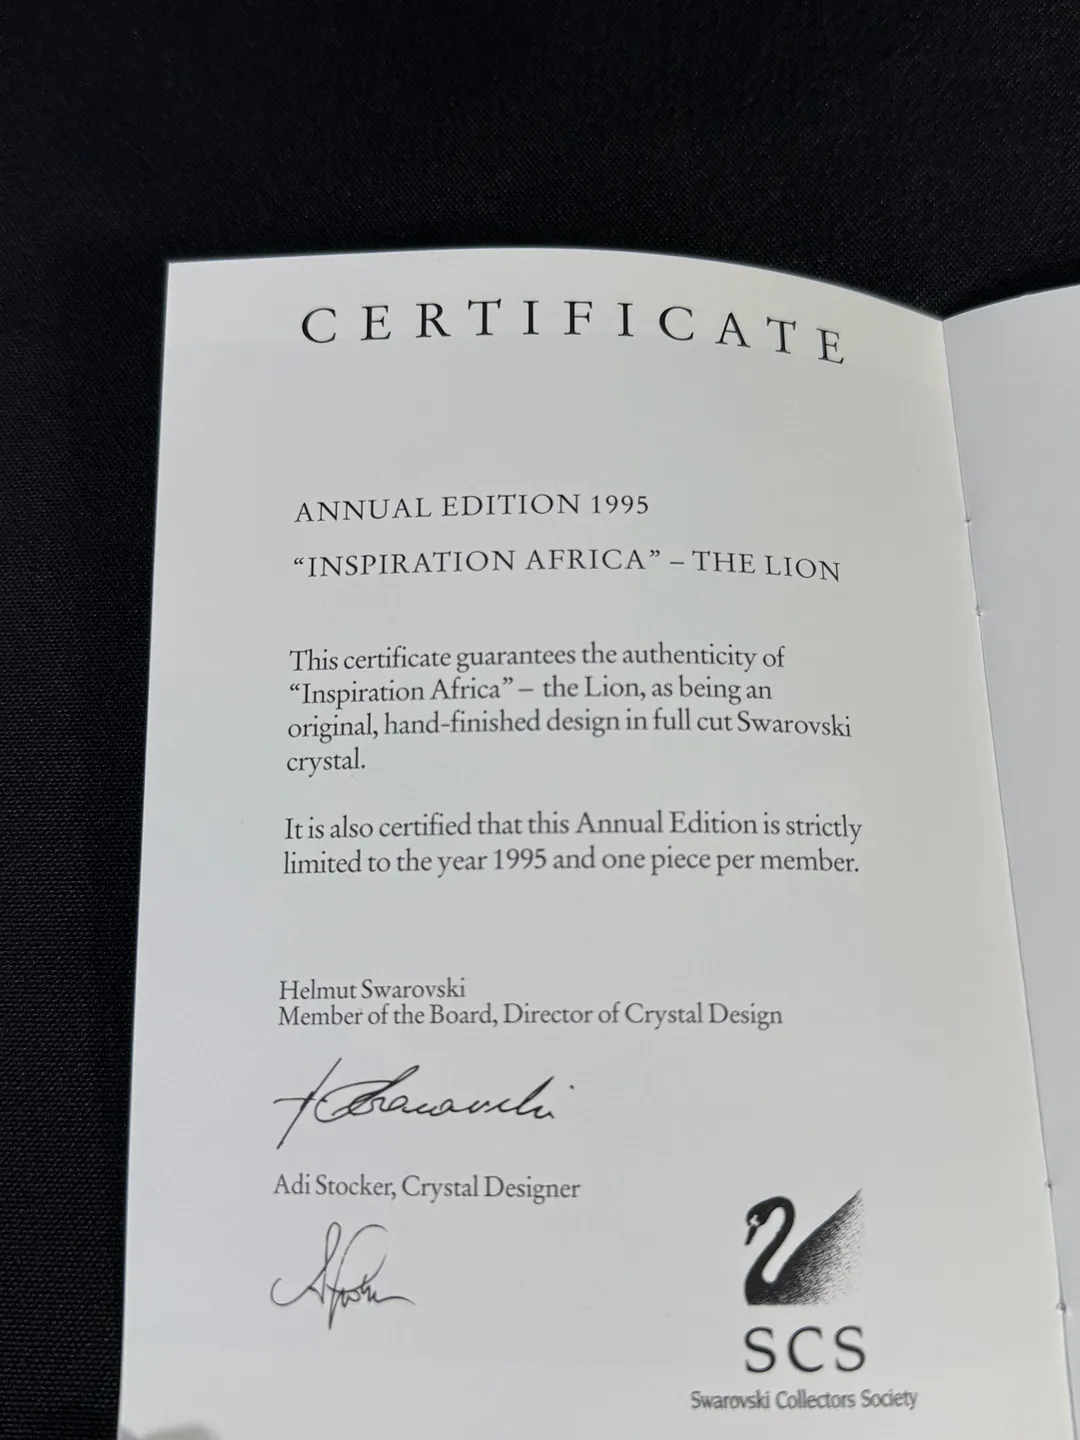 CERTIFICATE
ANNUAL EDITION 1995
“INSPIRATION AFRICA” – THE LION
This certificate guarantees the authenticity of
“Inspiration Africa” – the Lion, as being an
original, hand-finished design in full cut Swarovski
crystal.
It is also certified that this Annual Edition is strictly
limited to the year 1995 and one piece per member.
Helmut Swarovski
Member of the Board, Director of Crystal Design
Adi Stocker, Crystal Designer
SCS
Swarovski Collectors Society